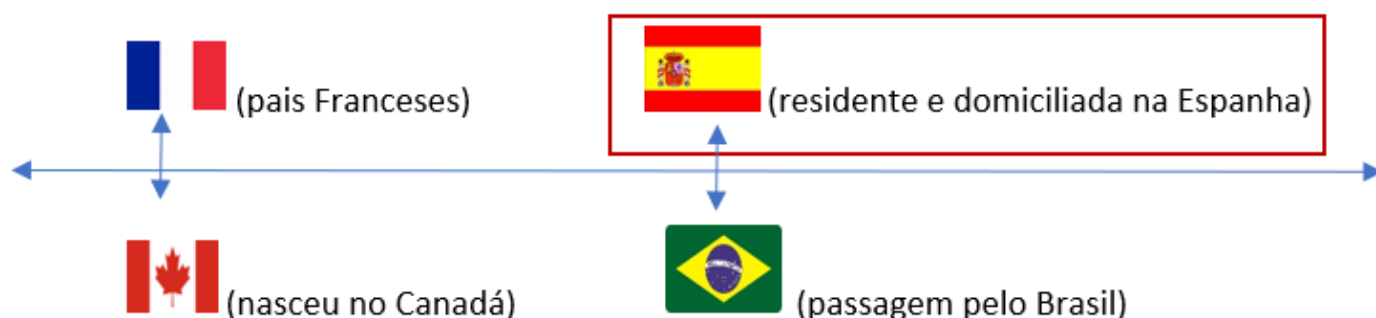 (pais Franceses)
(residente e domiciliada na Espanha)
(nasceu no Canadá)
(passagem pelo Brasil)